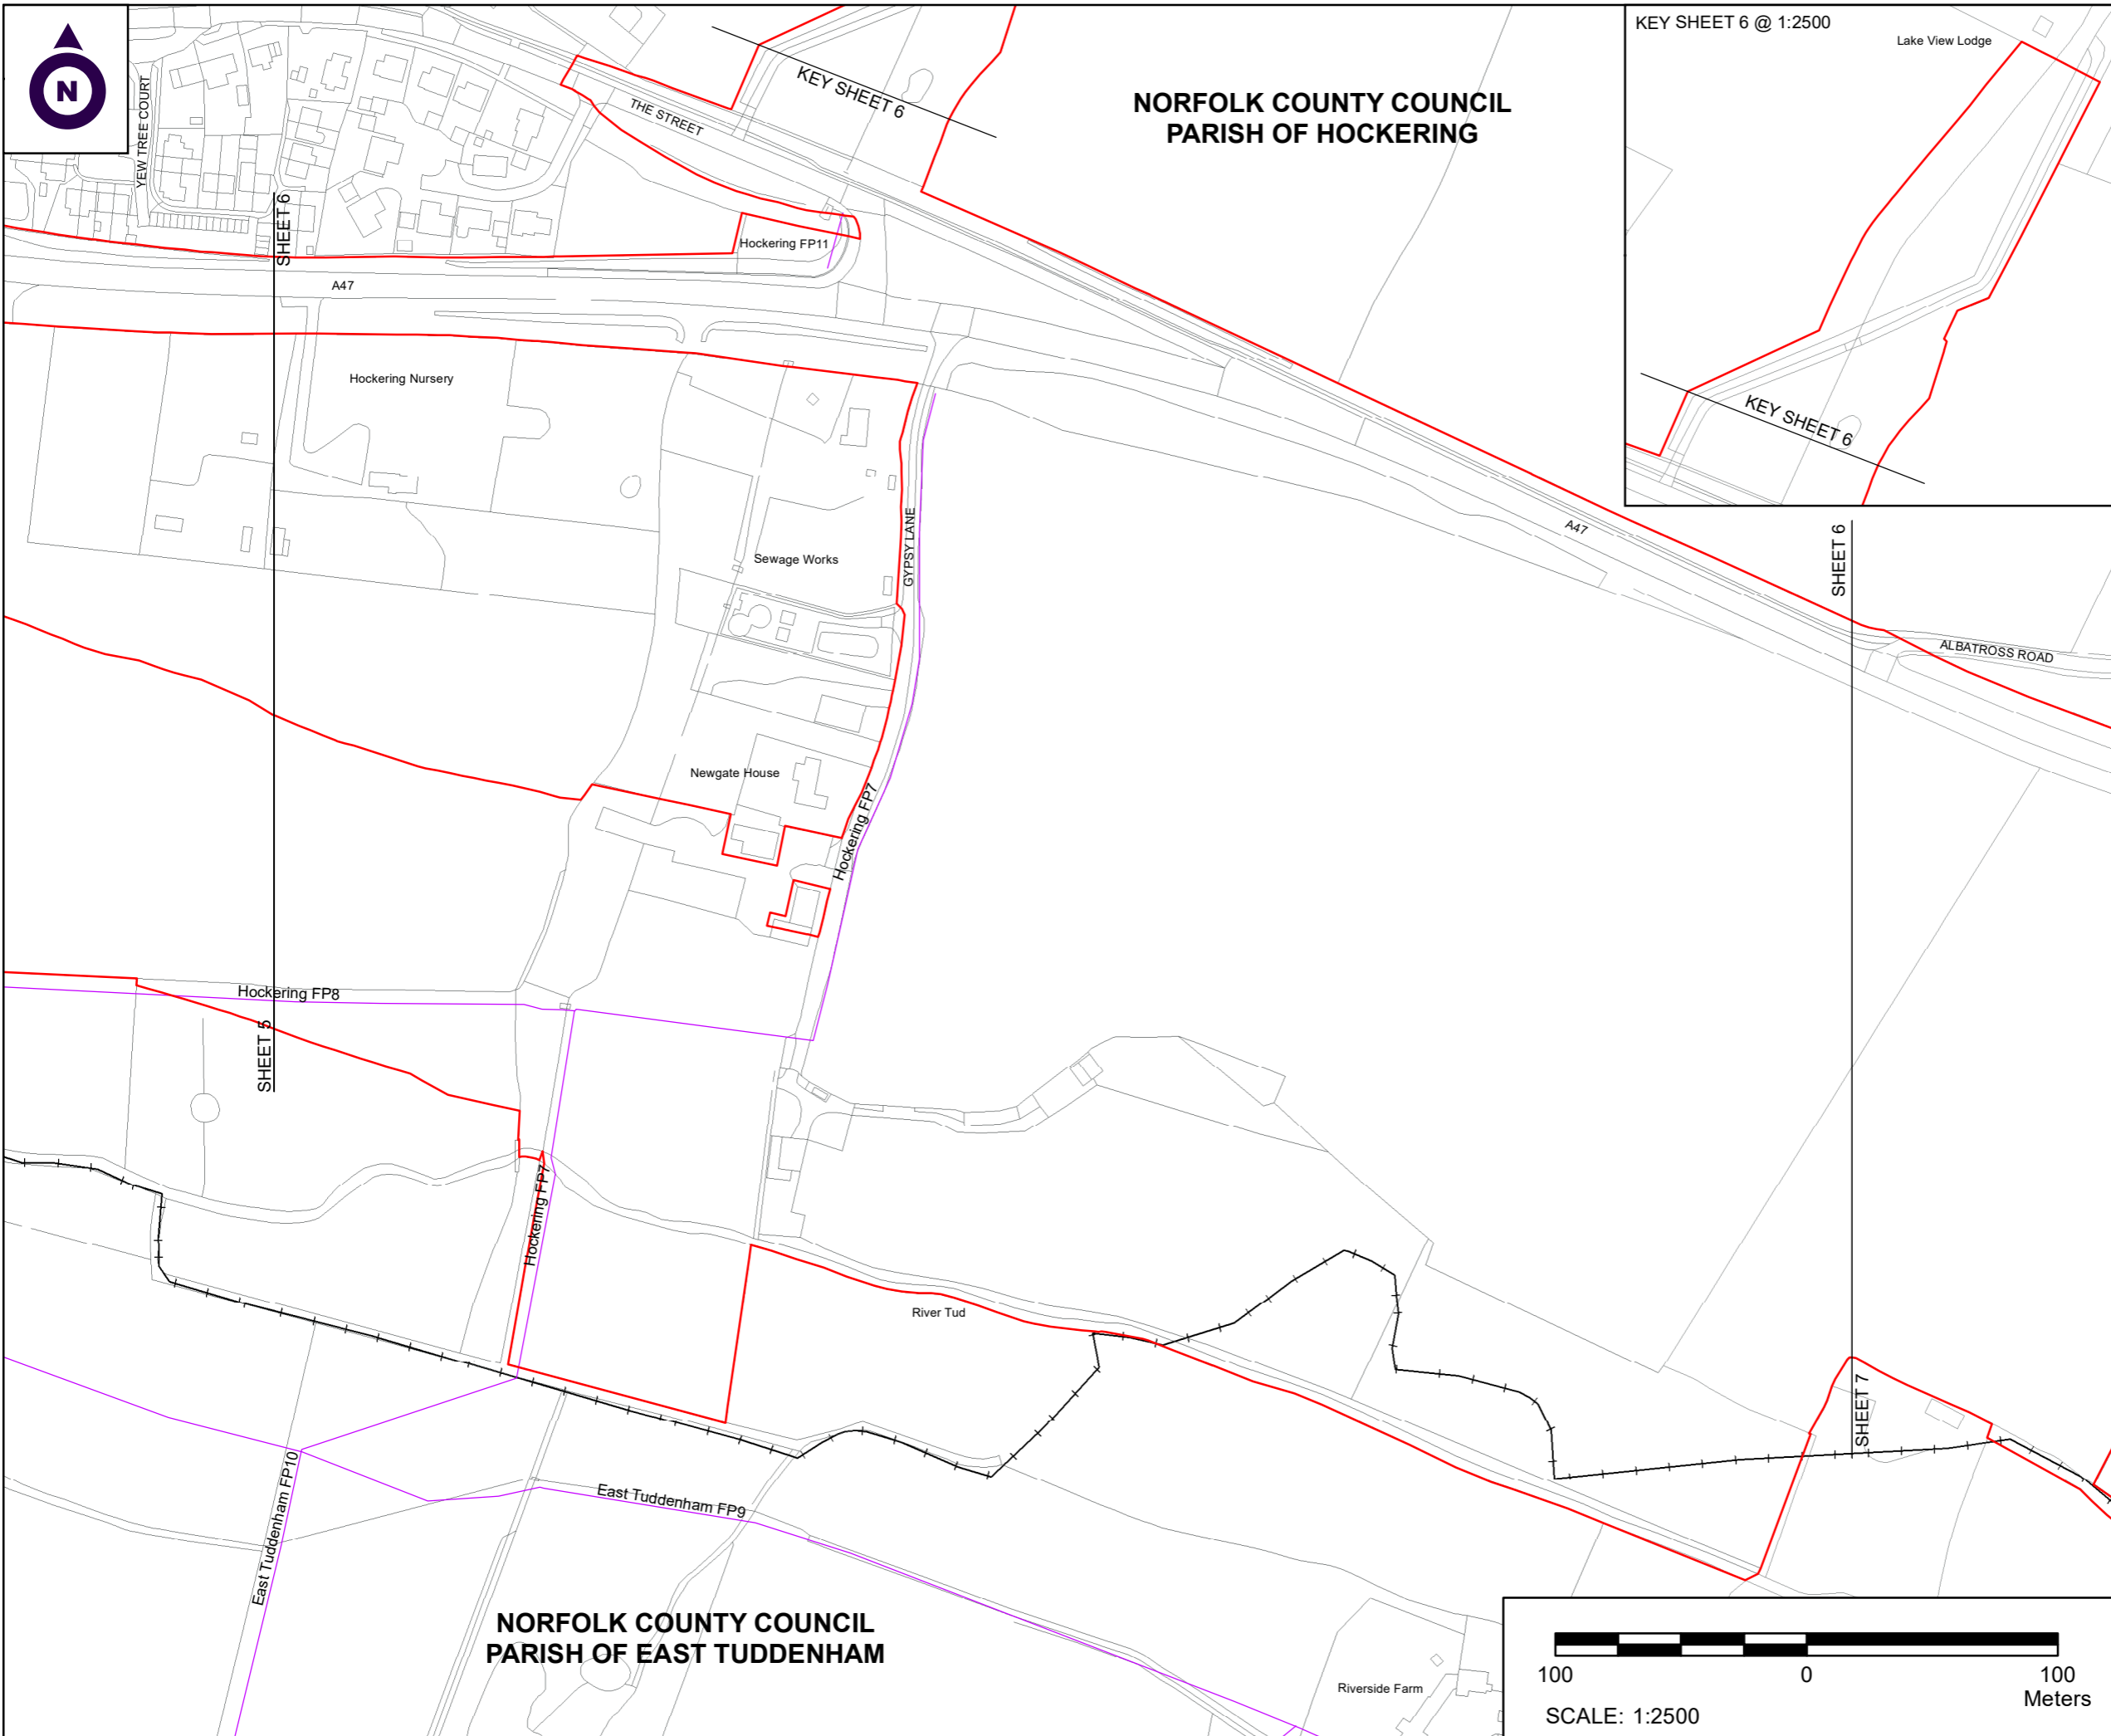 N
KEY SHEET 6 @ 1:2500
Lake View Lodge
KEY SHEET 6
KEY SHEET 6
NORFOLK COUNTY COUNCIL
PARISH OF HOCKERING
THE STREET
YEW TREE COURT
SHEET 6
Hockering FP11
A47
Hockering Nursery
GYPSY LANE
Sewage Works
A47
SHEET 6
ALBATROSS ROAD
Newgate House
Hockering FP7
Hockering FP8
SHEET 5
Hockering FP7
River Tud
SHEET 7
East Tuddenham FP10
East Tuddenham FP9
NORFOLK COUNTY COUNCIL
PARISH OF EAST TUDDENHAM
Riverside Farm
100 0 100
Meters
SCALE: 1:2500